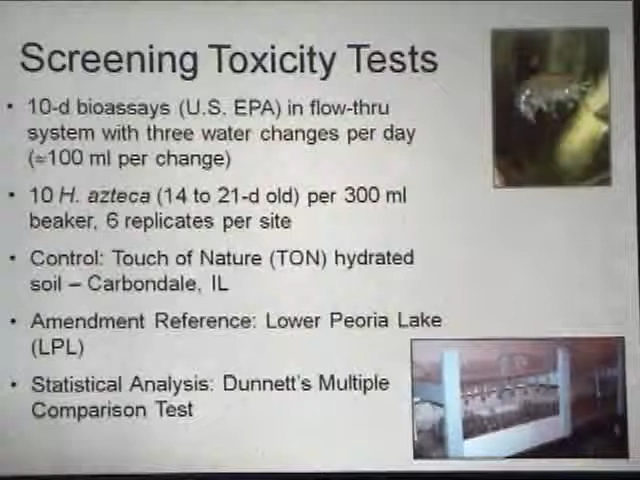 Screening Toxicity Tests
• 10-d bioassays (U.S. EPA) in flow-thru
system with three water changes per day
(≈100 ml per change)
• 10 H. azteca (14 to 21-d old) per 300 ml
beaker, 6 replicates per site
• Control: Touch of Nature (TON) hydrated
soil – Carbondale, IL
• Amendment Reference: Lower Peoria Lake
(LPL)
• Statistical Analysis: Dunnett's Multiple
Comparison Test